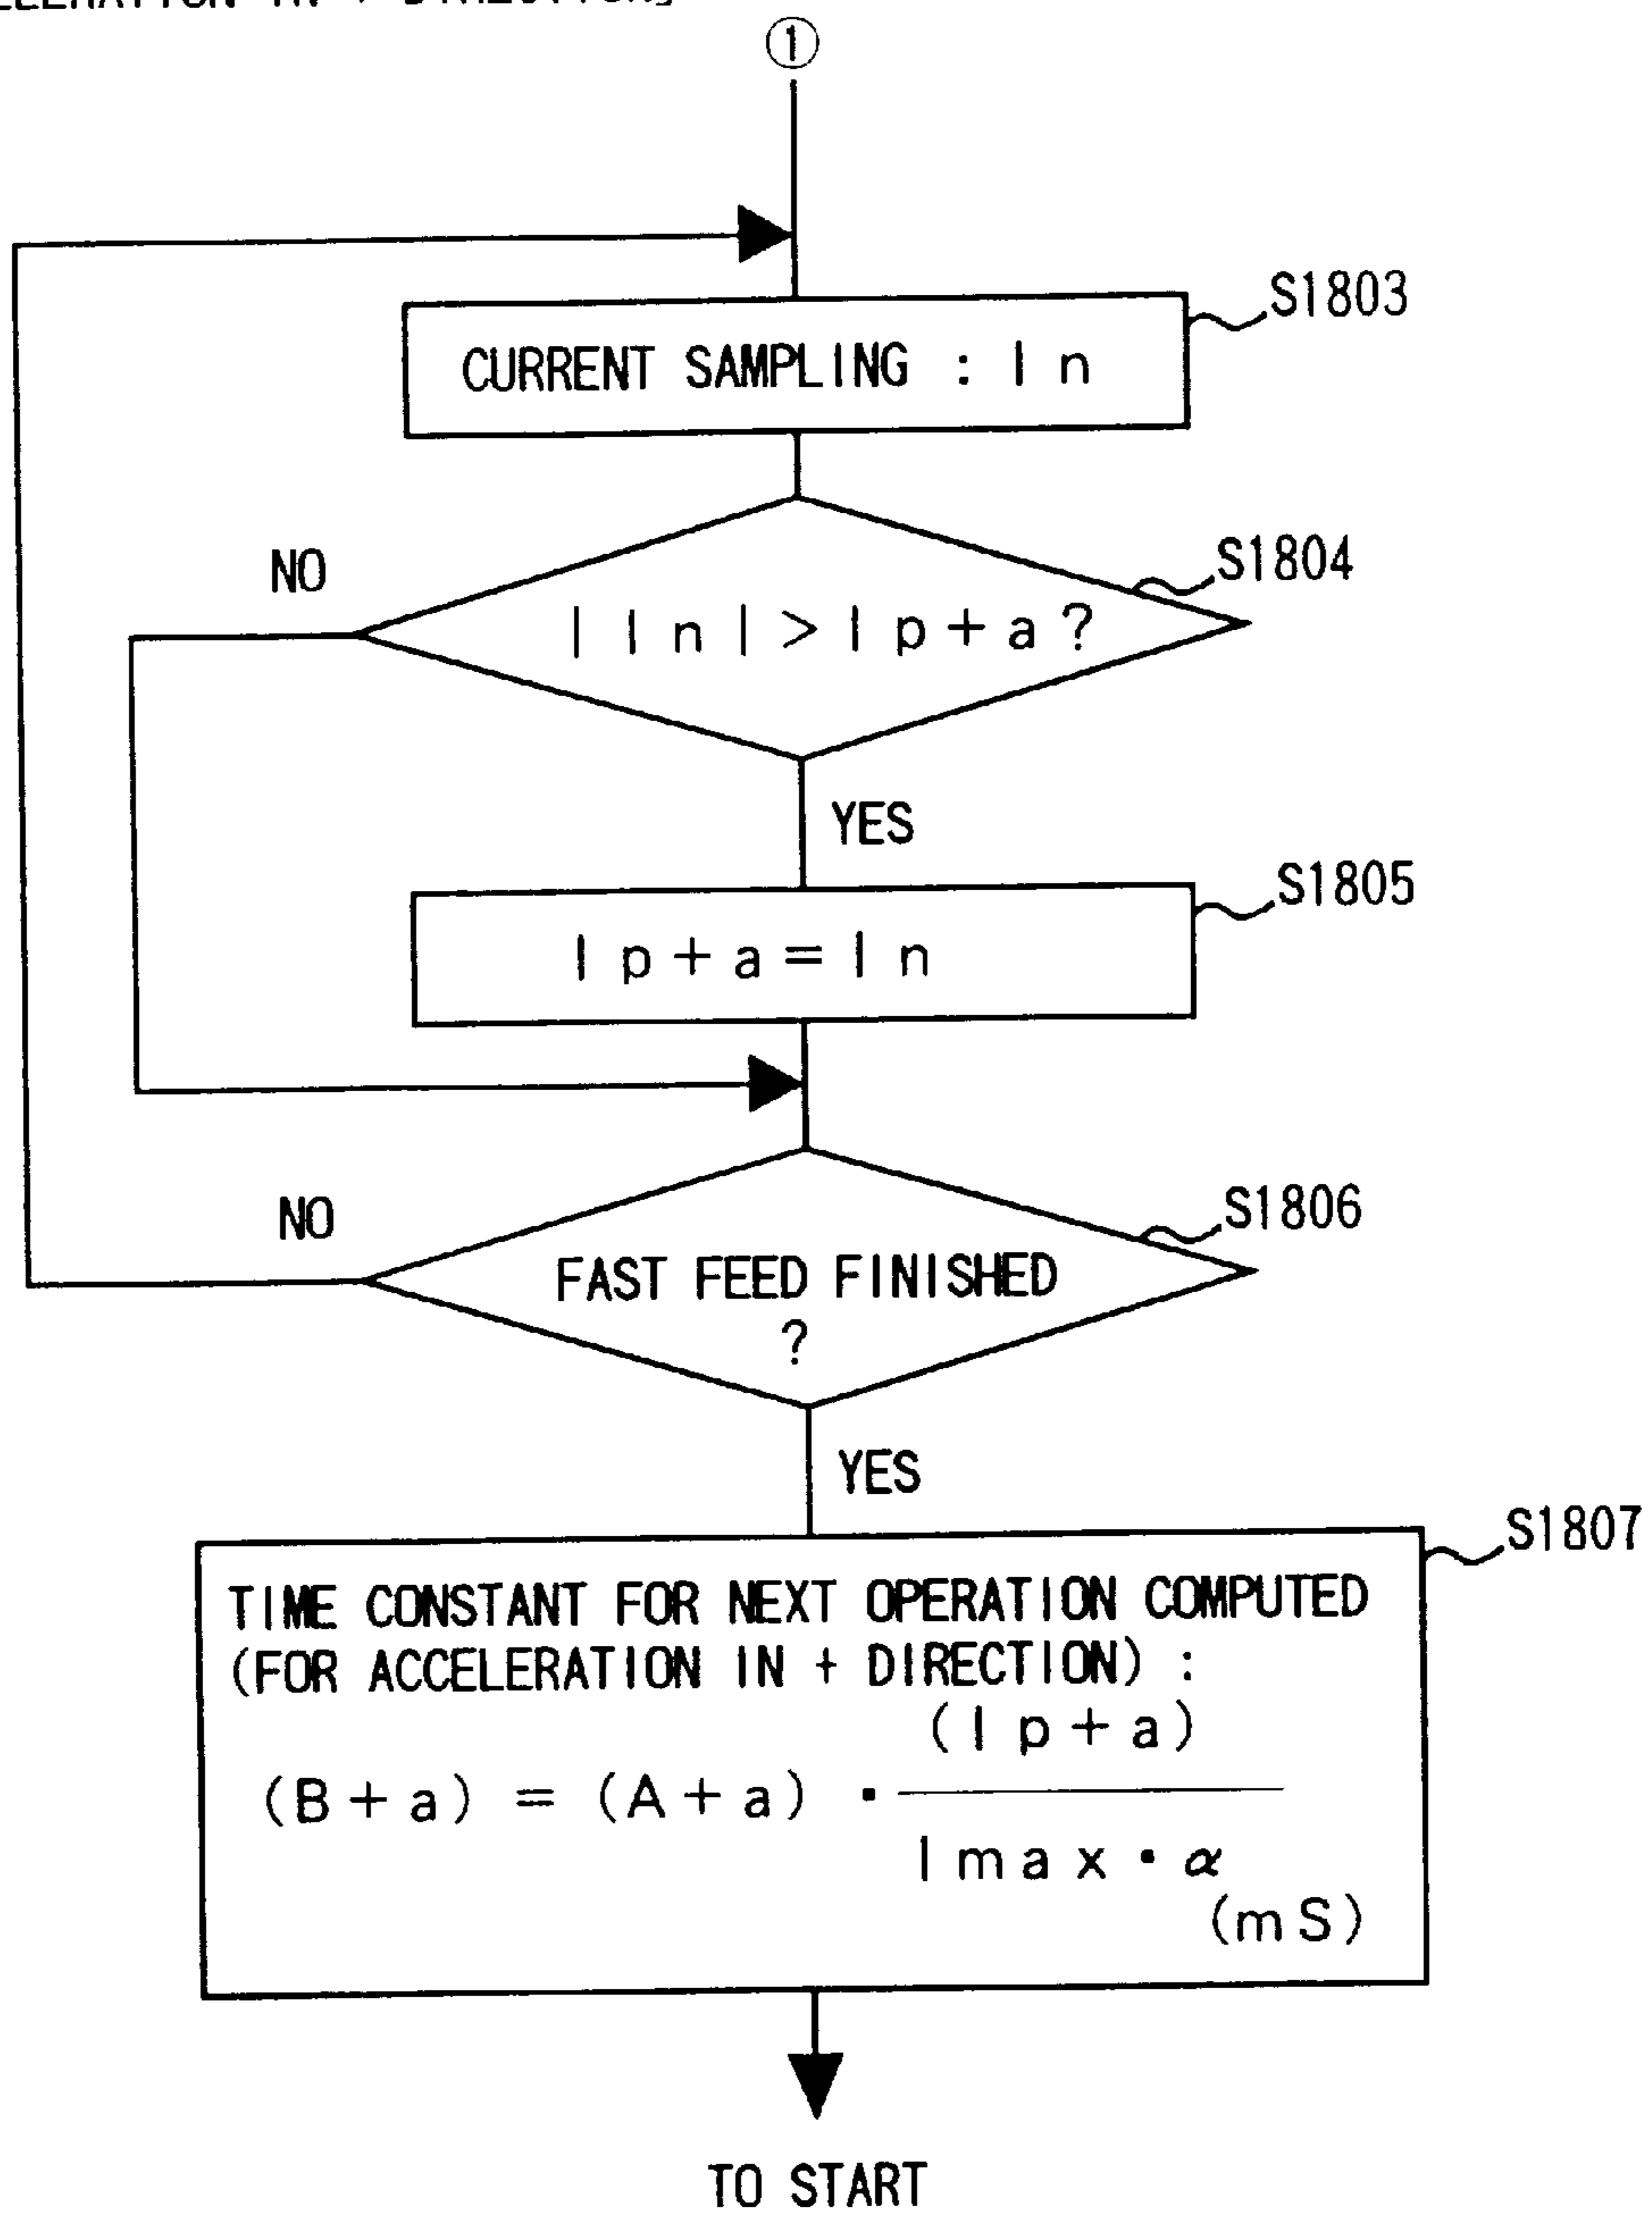 ①
S1803
CURRENT SAMPLING : I n
S1804
NO
| I n | > I p + a ?
YES
S1805
I p + a = I n
S1806
NO
FAST FEED FINISHED
?
YES
S1807
TIME CONSTANT FOR NEXT OPERATION COMPUTED
(FOR ACCELERATION IN + DIRECTION) :
( I p + a )
( B + a ) = ( A + a ) ·
I m a x · α
( m S )
TO START